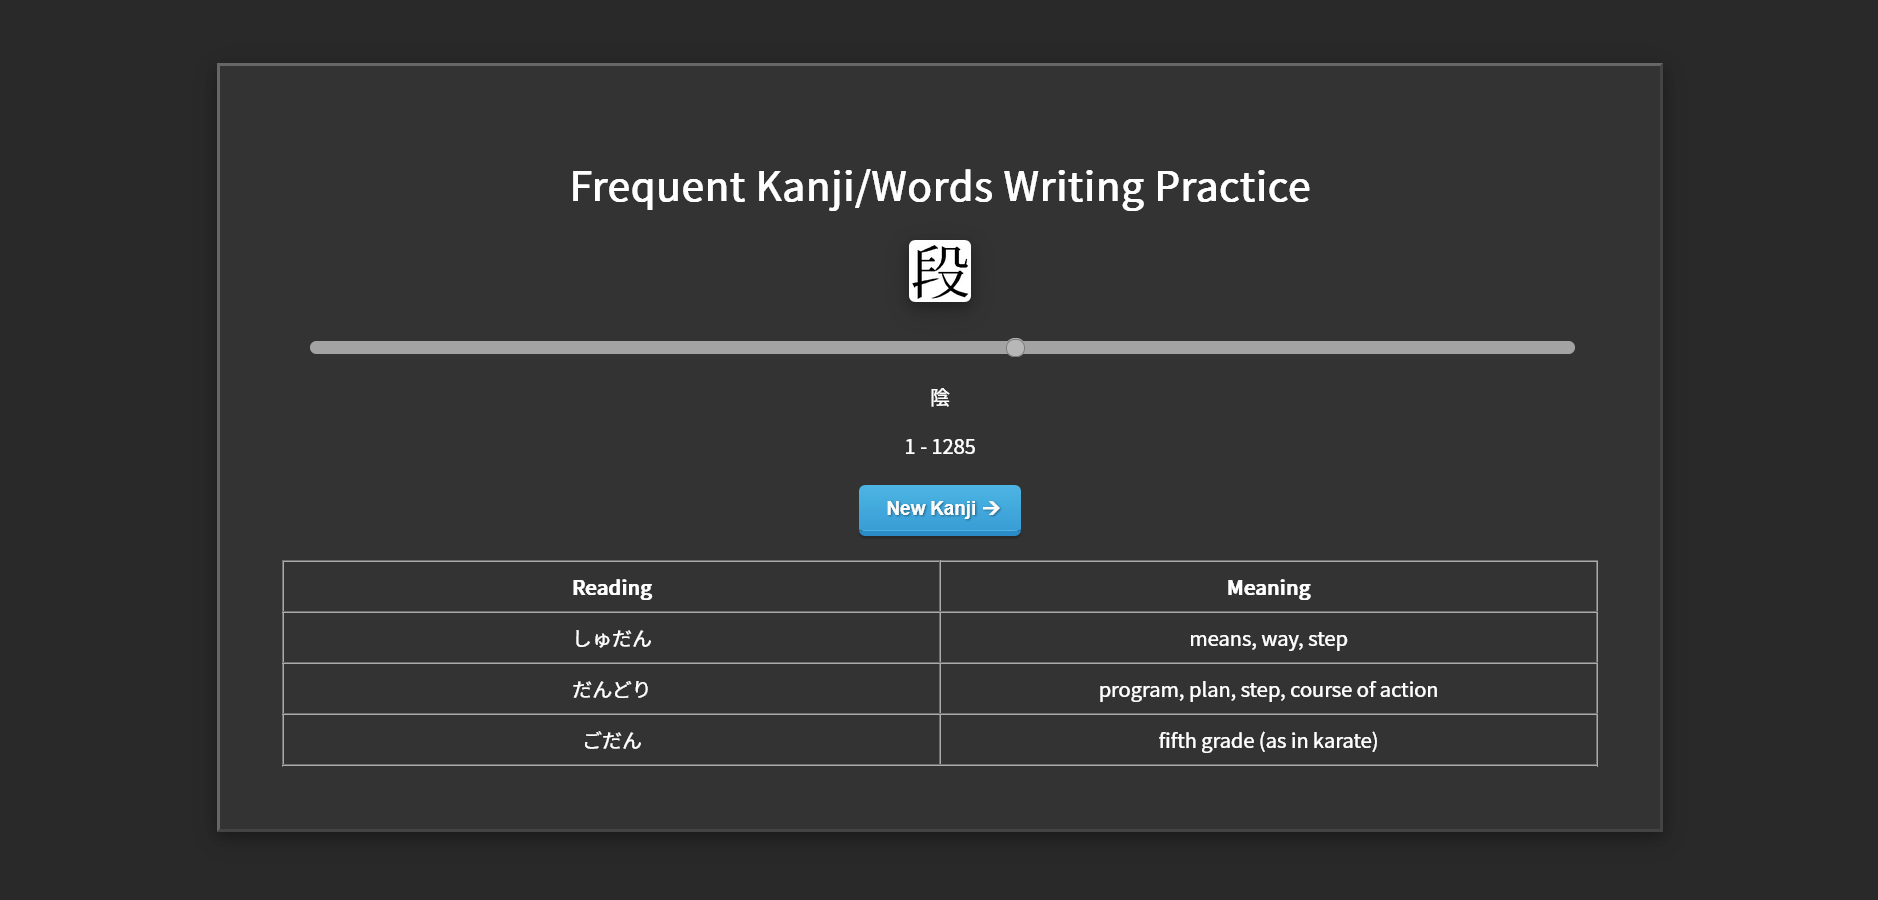 Frequent Kanji/Words Writing Practice
段
陰
1 - 1285
New Kanji →
Reading Meaning
しゅだん means, way, step
だんどり program, plan, step, course of action
ごだん fifth grade (as in karate)